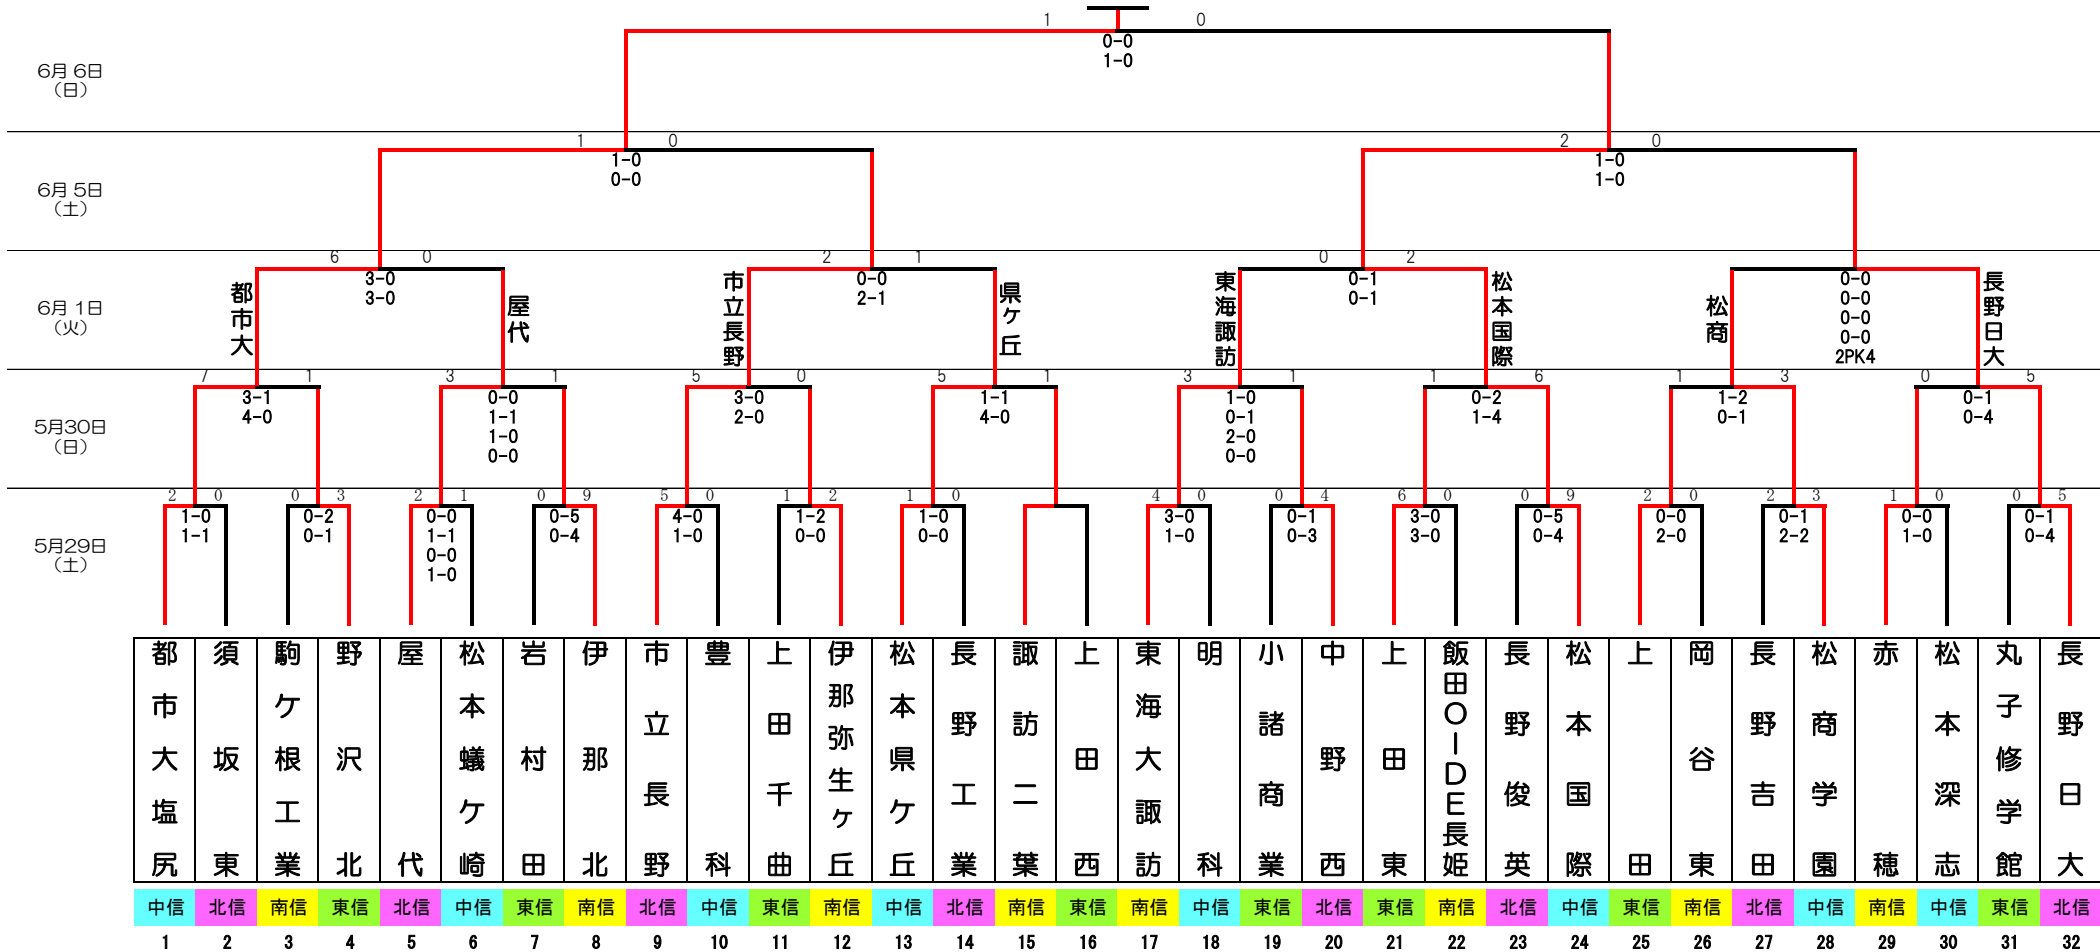 1 0
0-0
1-0
6月 6日
（日）
1 0
1-0
0-0
2 0
1-0
1-0
6月 5日
（土）
6 0
3-0
3-0
2 1
0-0
2-1
0 2
0-1
0-1
0-0
0-0
0-0
0-0
2PK4
6月 1日
（火）
都市大
屋代
市立長野
県ヶ丘
東海諏訪
松本国際
松商
長野日大
7 1
3-1
4-0
3 1
0-0
1-1
1-0
0-0
5 0
3-0
2-0
5 1
1-1
4-0
3 1
1-0
0-1
2-0
0-0
1 6
0-2
1-4
1 3
1-2
0-1
0 5
0-1
0-4
5月30日
（日）
2 0
1-0
1-1
0 3
0-2
0-1
2 1
0-0
1-1
0-0
1-0
0 9
0-5
0-4
5 0
4-0
1-0
1 2
1-2
0-0
1 0
1-0
0-0
4 0
3-0
1-0
0 4
0-1
0-3
6 0
3-0
3-0
0 9
0-5
0-4
2 0
0-0
2-0
2 3
0-1
2-2
1 0
0-0
1-0
0 5
0-1
0-4
5月29日
（土）
都市大塩尻
須坂東
駒ケ根工業
野沢北
屋代
松本蟻ケ崎
岩村田
伊那北
市立長野
豊科
上田千曲
伊那弥生ヶ丘
松本県ケ丘
長野工業
諏訪二葉
上田西
東海大諏訪
明科
小諸商業
中野西
上田東
飯田OIDE長姫
長野俊英
松本国際
上田
岡谷東
長野吉田
松商学園
赤穂
松本深志
丸子修学館
長野日大
中信 北信 南信 東信 北信 中信 東信 南信 北信 中信 東信 南信 中信 北信 南信 東信 南信 中信 東信 北信 東信 南信 北信 中信 東信 南信 北信 中信 南信 中信 東信 北信
1 2 3 4 5 6 7 8 9 10 11 12 13 14 15 16 17 18 19 20 21 22 23 24 25 26 27 28 29 30 31 32